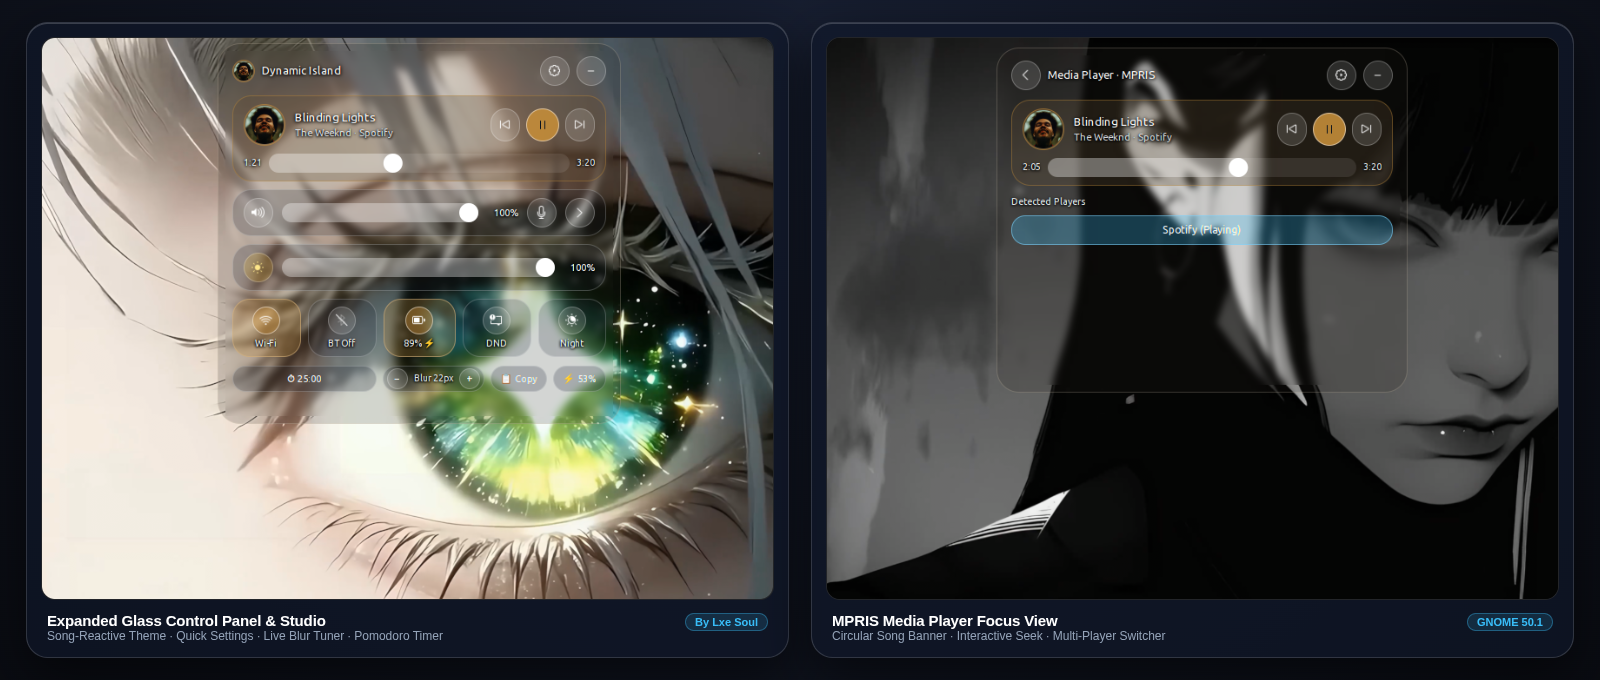 Dynamic Island
Blinding Lights
The Weeknd · Spotify
1:21
3:20
100%
100%
Wi-Fi
BT Off
89%⚡
DND
Night
⏱ 25:00
− Blur 22px +
📋 Copy
⚡ 53%
Expanded Glass Control Panel & Studio
By Lxe Soul
Song-Reactive Theme · Quick Settings · Live Blur Tuner · Pomodoro Timer
Media Player · MPRIS
Blinding Lights
The Weeknd · Spotify
2:05
3:20
Detected Players
Spotify (Playing)
MPRIS Media Player Focus View
GNOME 50.1
Circular Song Banner · Interactive Seek · Multi-Player Switcher